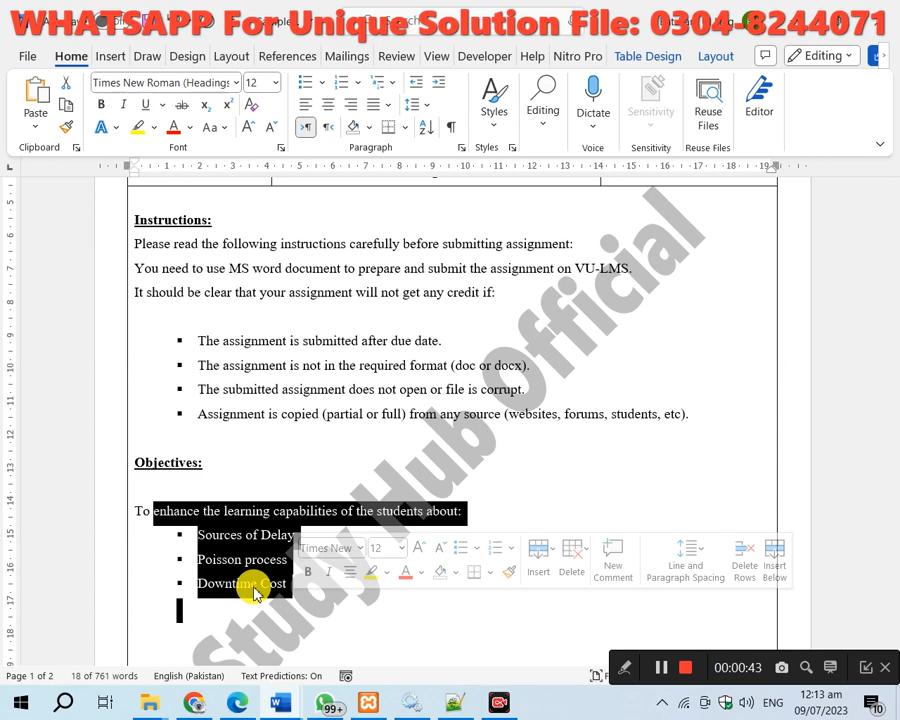 WHATSAPP For Unique Solution File: 0304-8244071
File Home Insert Draw Design Layout References Mailings Review View Developer Help Nitro Pro Table Design Layout Editing
Times New Roman (Headings 12
Paste Styles Editing Dictate Sensitivity Reuse Files Editor
Clipboard Font Paragraph Styles Voice Sensitivity Reuse Files
Instructions:
Please read the following instructions carefully before submitting assignment:
You need to use MS word document to prepare and submit the assignment on VU-LMS.
It should be clear that your assignment will not get any credit if:
The assignment is submitted after due date.
The assignment is not in the required format (doc or docx).
The submitted assignment does not open or file is corrupt.
Assignment is copied (partial or full) from any source (websites, forums, students, etc).
Objectives:
To enhance the learning capabilities of the students about:
Sources of Delay
Poisson process
Downtime Cost
Study Hub Official
Times New 12
Insert Delete New Comment Line and Paragraph Spacing Delete Rows Insert Below
00:00:43
Page 1 of 2 18 of 761 words English (Pakistan) Text Predictions: On
99+
ENG
12:13 am
09/07/2023
10